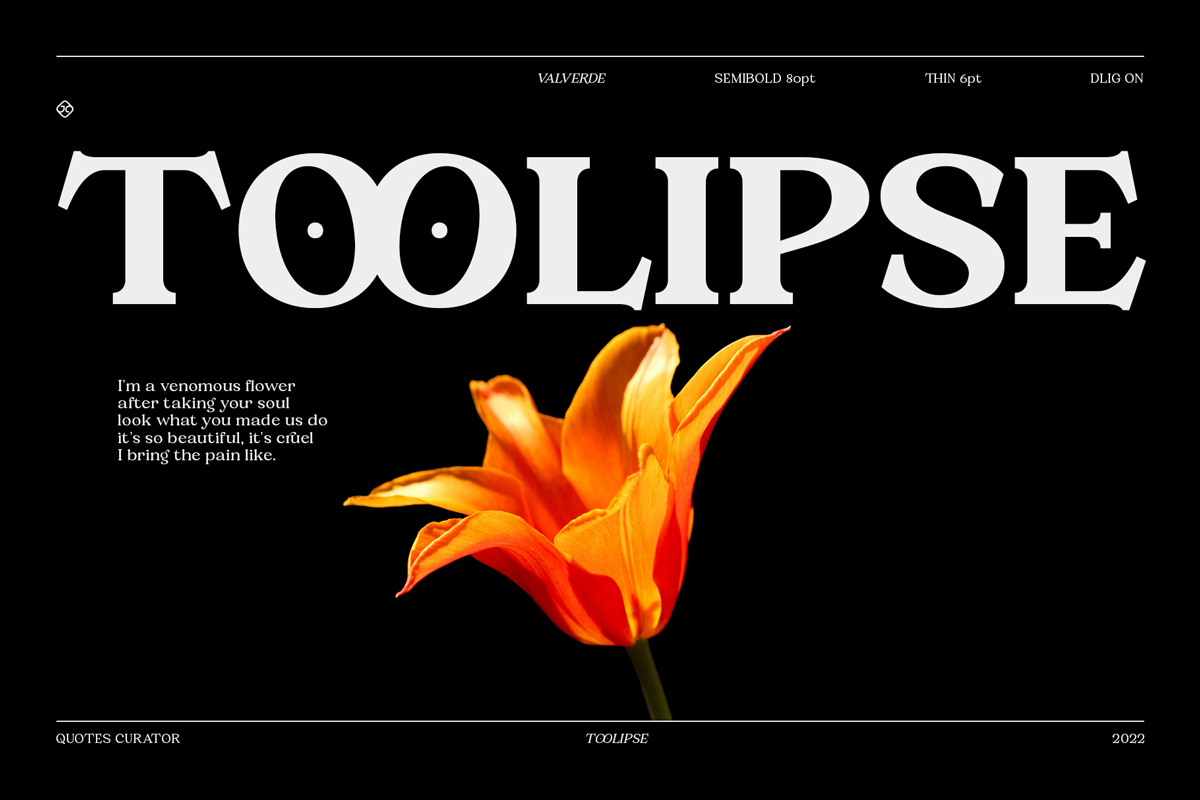 VALVERDE SEMIBOLD 80pt THIN 6pt DLIG ON
TOOLIPSE
I'm a venomous flower
after taking your soul
look what you made us do
it's so beautiful, it's cruel
I bring the pain like.
QUOTES CURATOR TOOLIPSE 2022